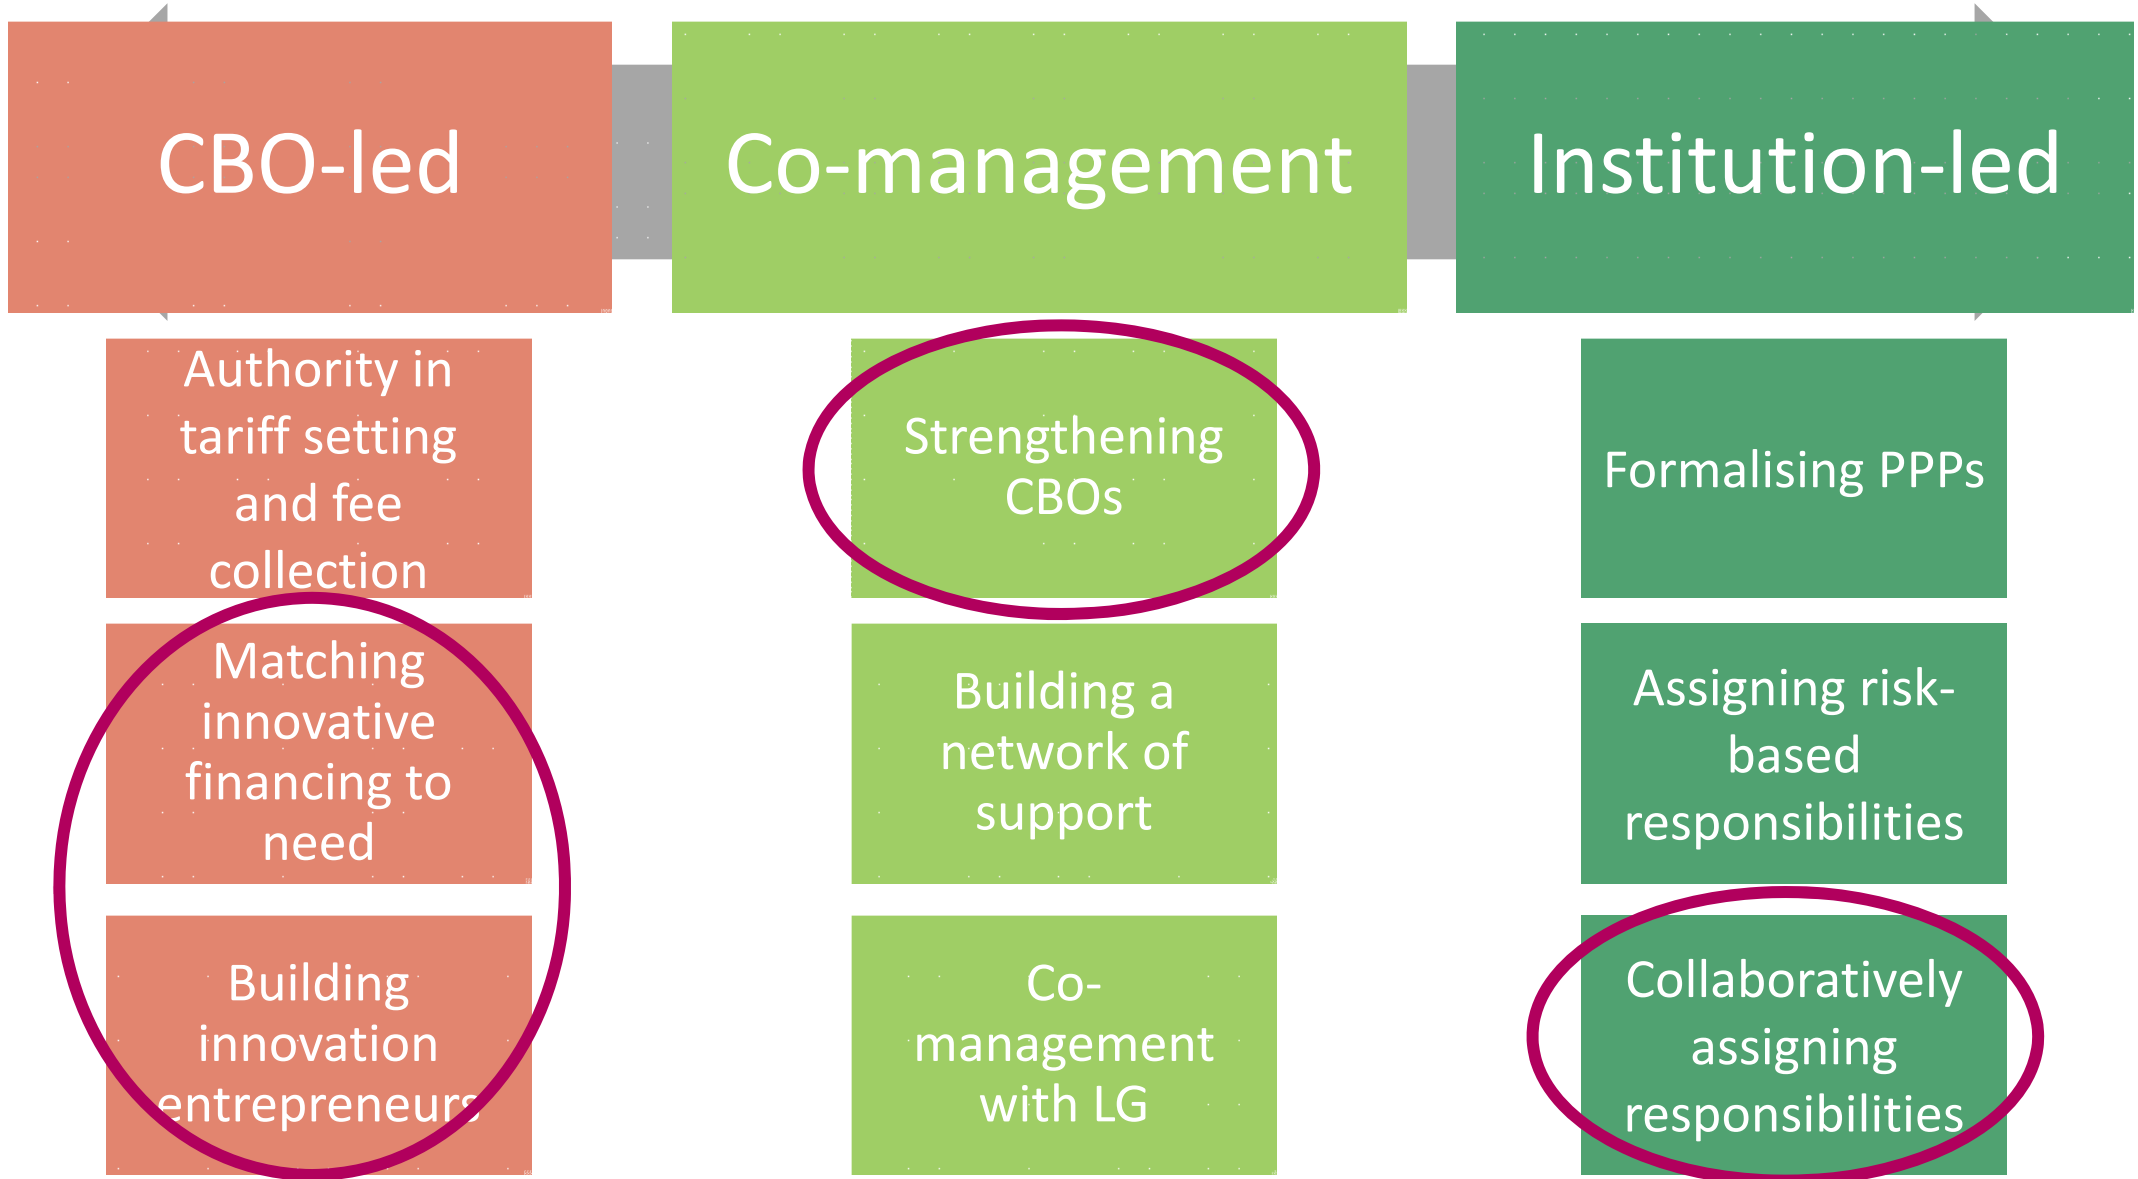 CBO-led
Co-management
Institution-led
Authority in
tariff setting
and fee
collection
Matching
innovative
financing to
need
Building
innovation
entrepreneurs
Strengthening
CBOs
Building a
network of
support
Co-
management
with LG
Formalising PPPs
Assigning risk-
based
responsibilities
Collaboratively
assigning
responsibilities